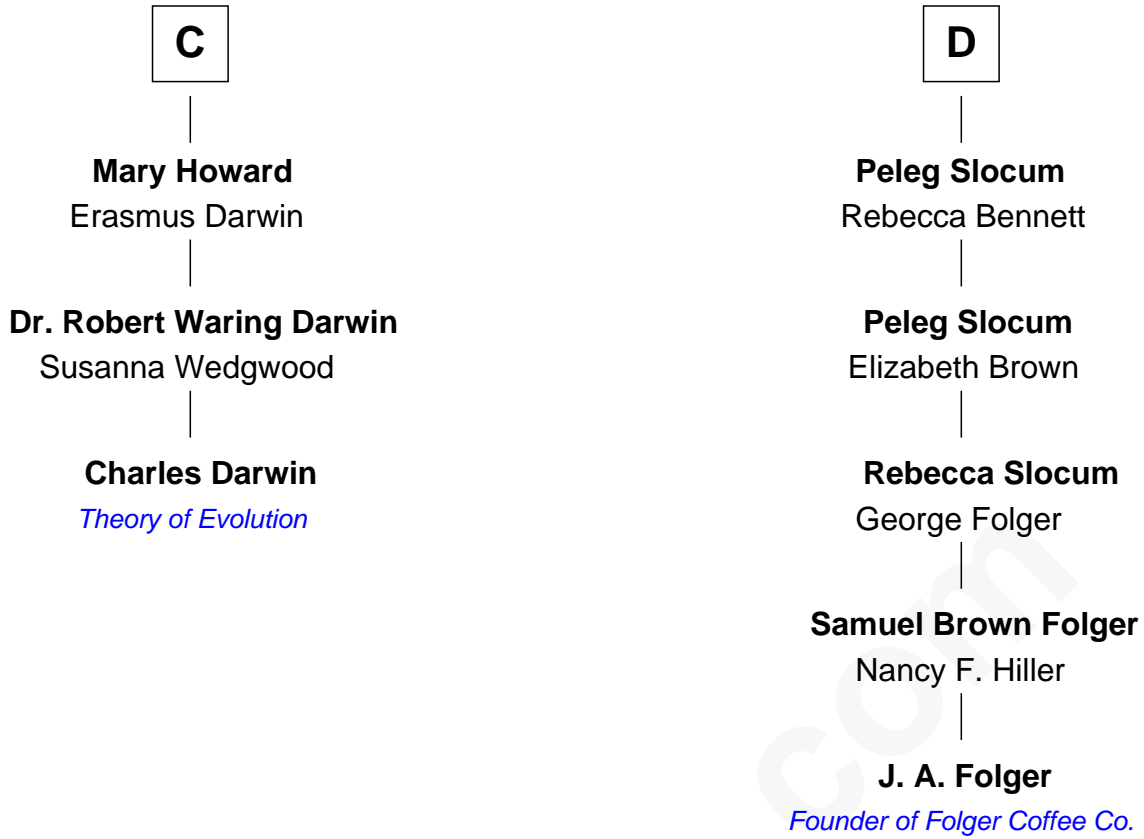 C
Mary Howard
Erasmus Darwin
Dr. Robert Waring Darwin
Susanna Wedgwood
Charles Darwin
Theory of Evolution
D
Peleg Slocum
Rebecca Bennett
Peleg Slocum
Elizabeth Brown
Rebecca Slocum
George Folger
Samuel Brown Folger
Nancy F. Hiller
J. A. Folger
Founder of Folger Coffee Co.
com